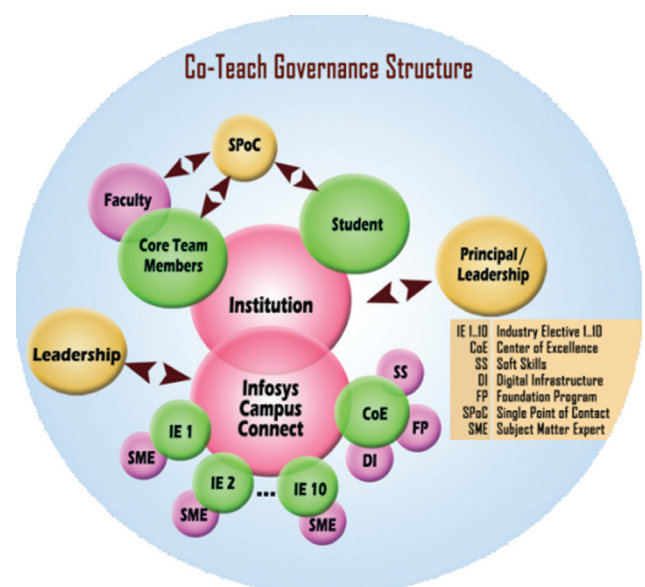 Co-Teach Governance Structure
SPoC
Faculty
Core Team
Members
Student
Institution
Principal /
Leadership
Leadership
Infosys
Campus
Connect
SS
CoE
FP
DI
IE 1
SME
IE 2
SME
...
IE 10
SME
IE 1..10 Industry Elective 1..10
CoE Center of Excellence
SS Soft Skills
DI Digital Infrastructure
FP Foundation Program
SPoC Single Point of Contact
SME Subject Matter Expert